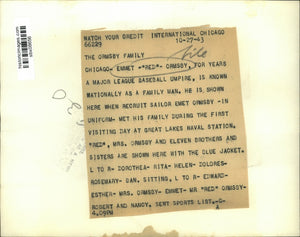 WATCH YOUR CREDIT INTERNATIONAL CHICAGO
66229 10-27-43
file
THE ORMSBY FAMILY
CHICAGO- EMMET -"RED"- ORMSBY, FOR YEARS
A MAJOR LEAGUE BASEBALL UMPIRE, IS KNOWN
NATIONALLY AS A FAMILY MAN. HE IS SHOWN
HERE WHEN RECRUIT SAILOR EMET ORMSBY -IN
UNIFORM- MET HIS FAMILY DURING THE FIRST
VISITING DAY AT GREAT LAKES NAVAL STATION.
"RED", MRS. ORMSBY AND ELEVEN BROTHERS AND
SISTERS ARE SHOWN HERE WITH THE BLUE JACKET.
L TO R- DOROTHEA- RITA- HELEN- DOLORES-
ROSEMARY- DAN. SITTING, L TO R- EDWARD-
ESTHER- MRS. ORMSBY- EMMET- MR "RED" ORMSBY-
ROBERT AND NANCY. SENT SPORTS LIST.-G-
4.09PM